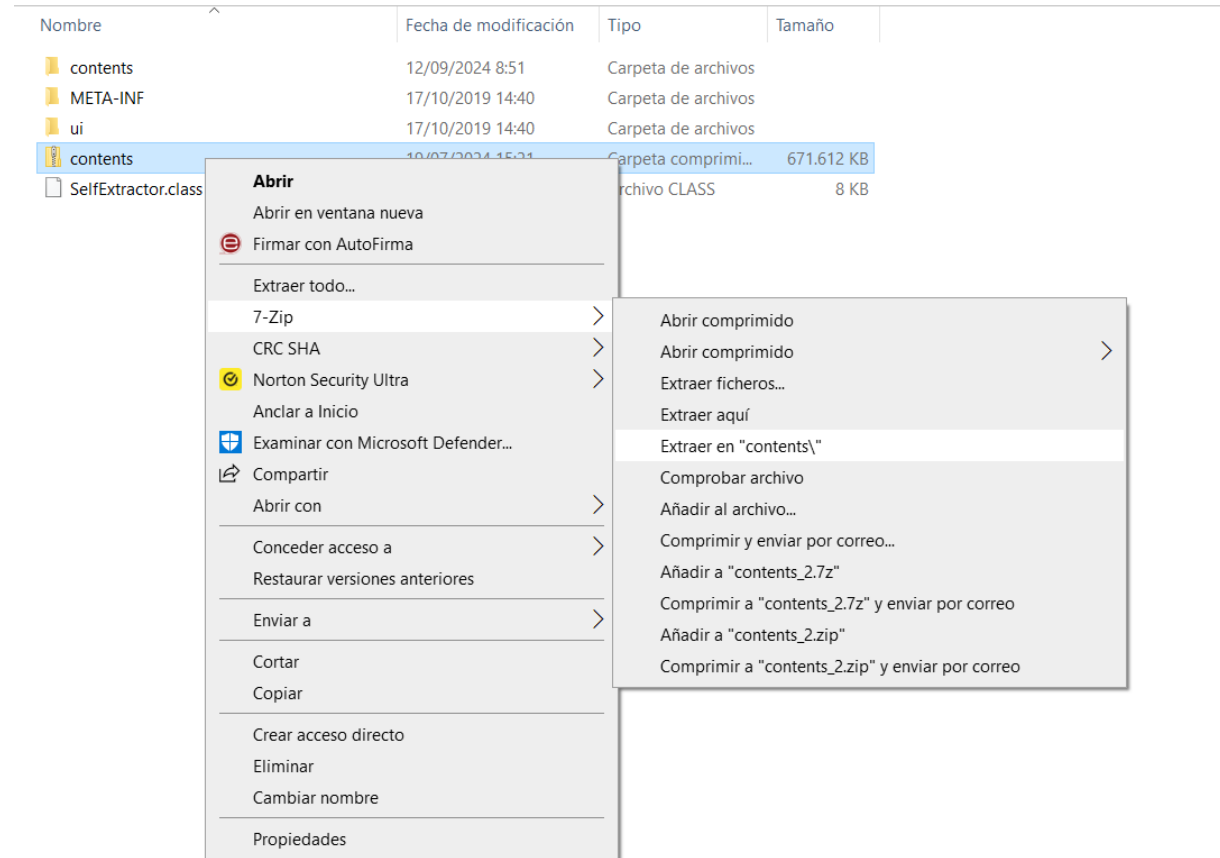 Nombre Fecha de modificación Tipo Tamaño
contents 12/09/2024 8:51 Carpeta de archivos
META-INF 17/10/2019 14:40 Carpeta de archivos
ui 17/10/2019 14:40 Carpeta de archivos
contents 19/07/2024 15:21 Carpeta comprimi... 671.612 KB
SelfExtractor.class rchivo CLASS 8 KB
Abrir
Abrir en ventana nueva
Firmar con AutoFirma
Extraer todo...
7-Zip
CRC SHA
Norton Security Ultra
Anclar a Inicio
Examinar con Microsoft Defender...
Compartir
Abrir con
Conceder acceso a
Restaurar versiones anteriores
Enviar a
Cortar
Copiar
Crear acceso directo
Eliminar
Cambiar nombre
Propiedades
Abrir comprimido
Abrir comprimido
Extraer ficheros...
Extraer aquí
Extraer en "contents\"
Comprobar archivo
Añadir al archivo...
Comprimir y enviar por correo...
Añadir a "contents_2.7z"
Comprimir a "contents_2.7z" y enviar por correo
Añadir a "contents_2.zip"
Comprimir a "contents_2.zip" y enviar por correo